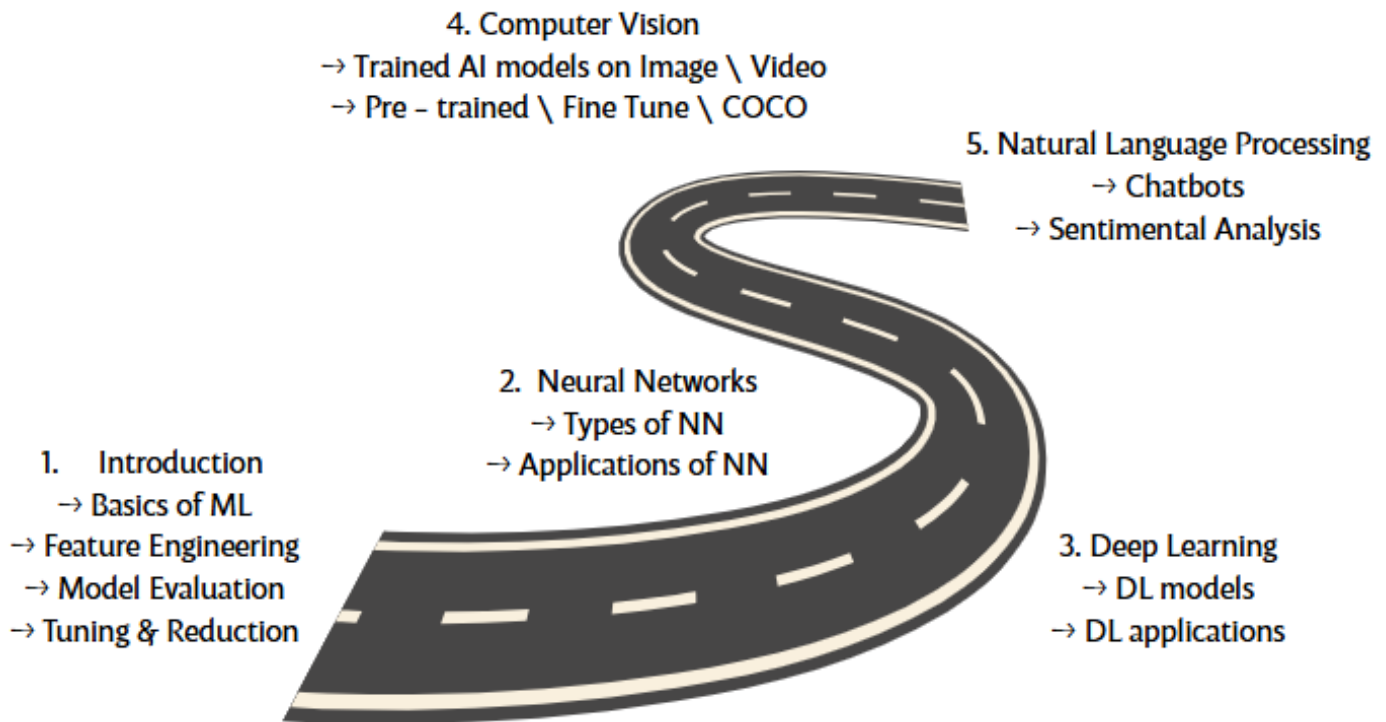 1. Introduction
→ Basics of ML
→ Feature Engineering
→ Model Evaluation
→ Tuning & Reduction
2. Neural Networks
→ Types of NN
→ Applications of NN
3. Deep Learning
→ DL models
→ DL applications
4. Computer Vision
→ Trained AI models on Image \ Video
→ Pre – trained \ Fine Tune \ COCO
5. Natural Language Processing
→ Chatbots
→ Sentimental Analysis